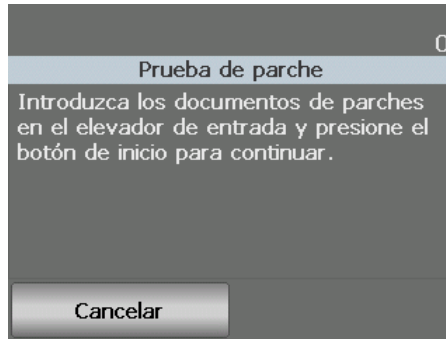 0
Prueba de parche
Introduzca los documentos de parches
en el elevador de entrada y presione el
botón de inicio para continuar.
Cancelar